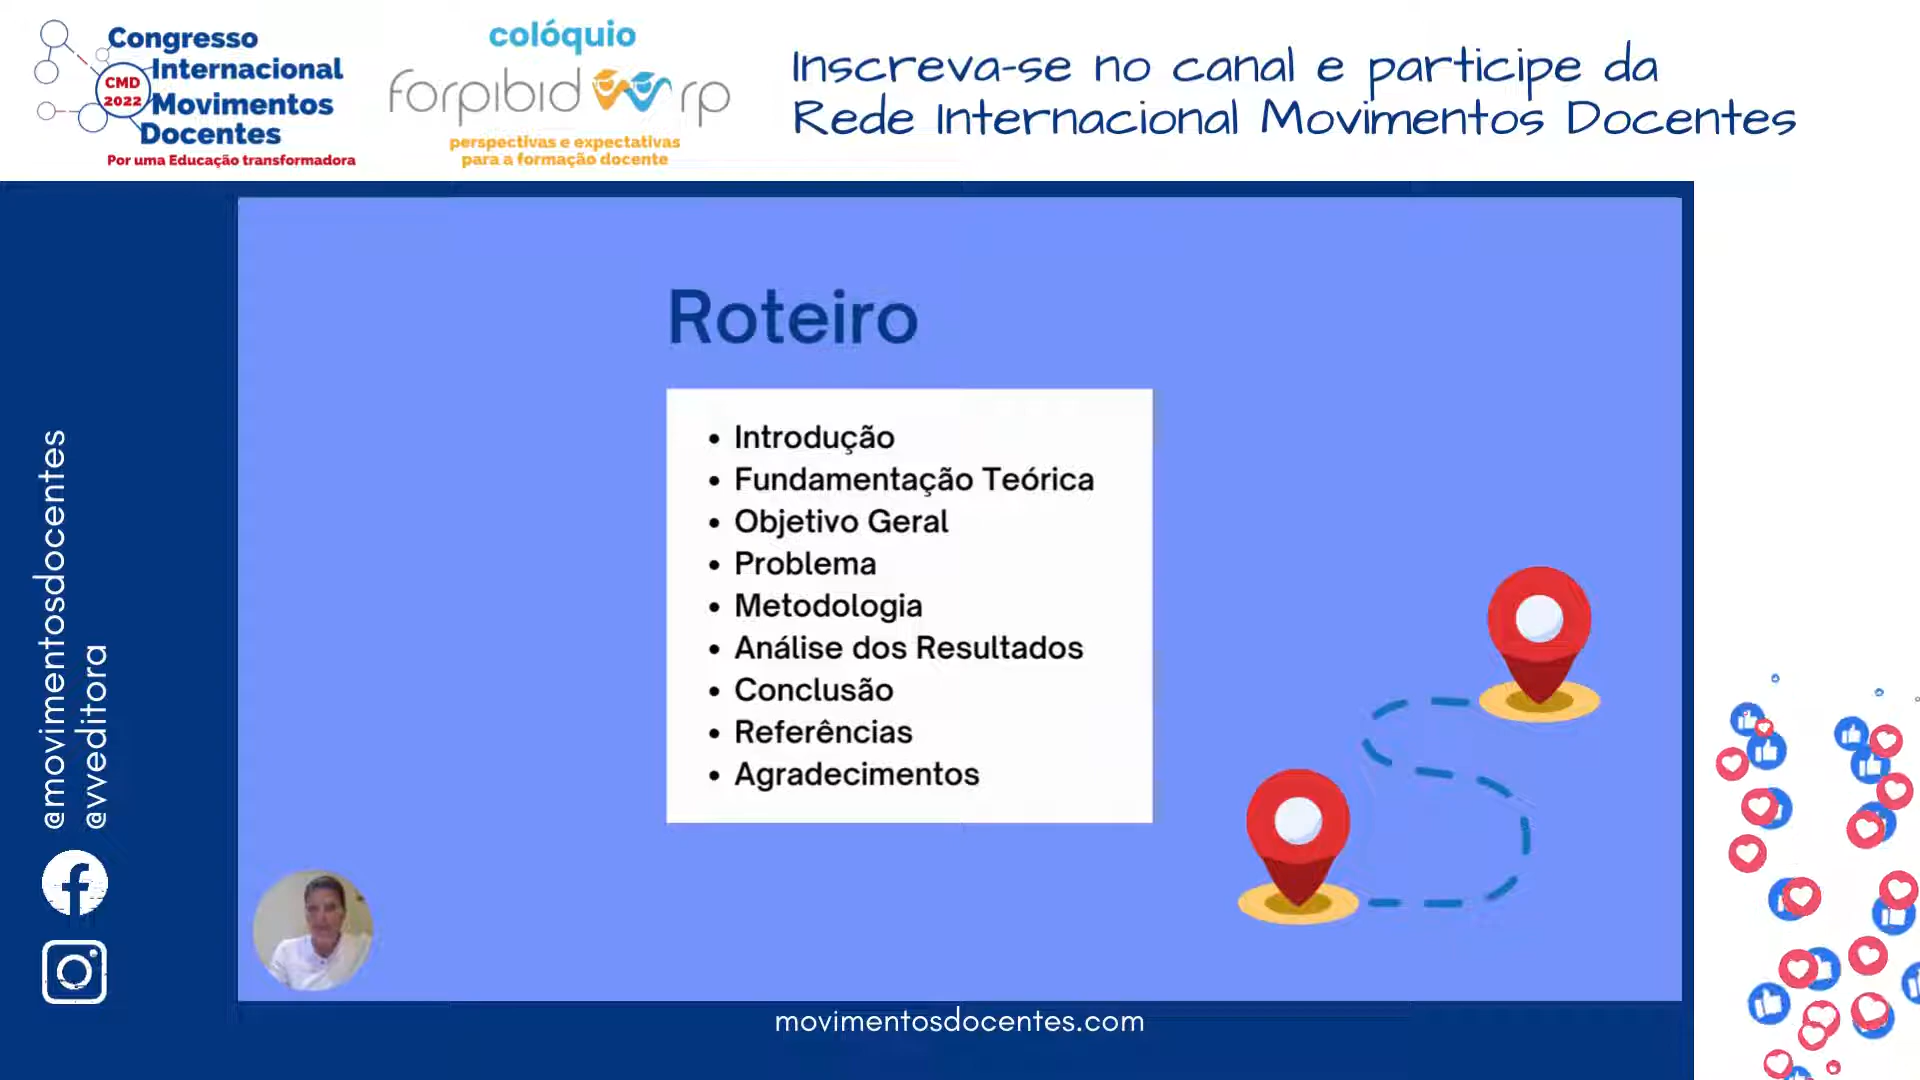 Congresso
Internacional
CMD
2022
Movimentos
Docentes
Por uma Educação transformadora
colóquio
forpibid rp
perspectivas e expectativas
para a formação docente
Inscreva-se no canal e participe da
Rede Internacional Movimentos Docentes
Roteiro
• Introdução
• Fundamentação Teórica
• Objetivo Geral
• Problema
• Metodologia
• Análise dos Resultados
• Conclusão
• Referências
• Agradecimentos
@movimentosdocentes
@vveditora
movimentosdocentes.com